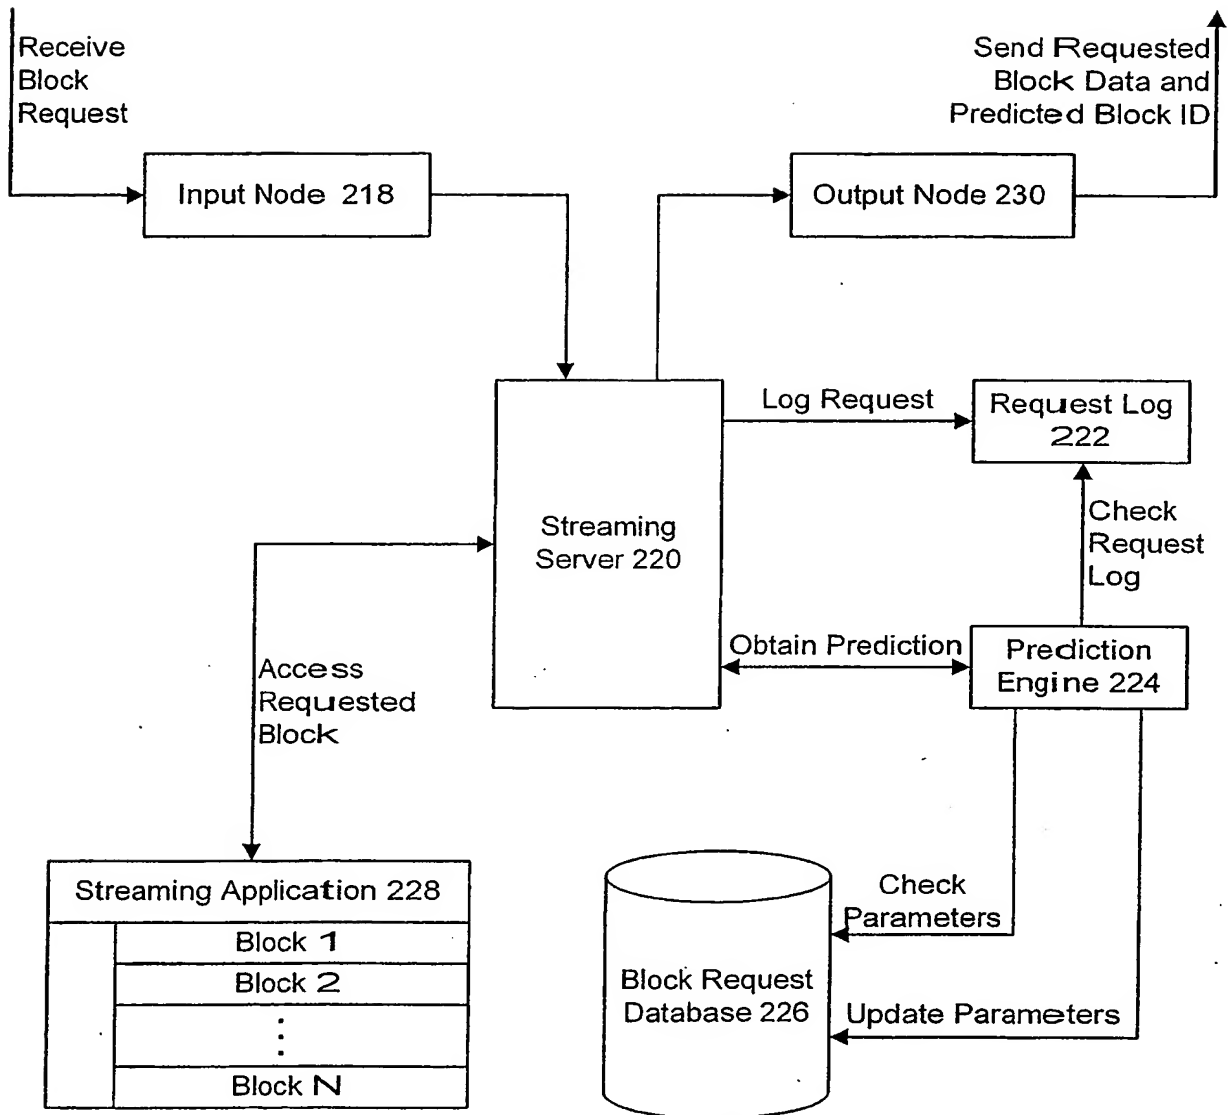 Receive
Block
Request
Send Requested
Block Data and
Predicted Block ID
Input Node 218
Output Node 230
Log Request
Request Log
222
Streaming
Server 220
Check
Request
Log
Obtain Prediction
Prediction
Engine 224
Access
Requested
Block
Streaming Application 228
Block 1
Block 2
⋮
Block N
Check
Parameters
Block Request
Database 226
Update Parameters